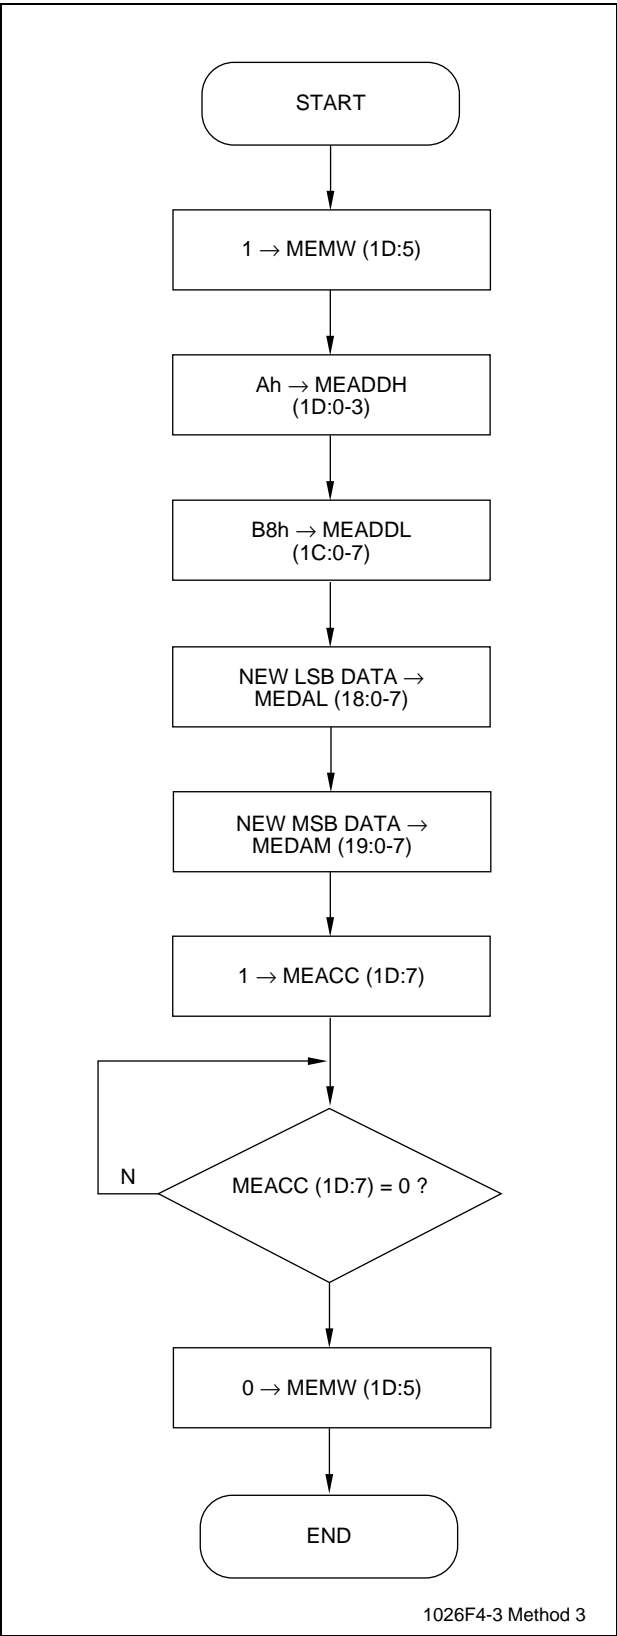 START
1 → MEMW (1D:5)
Ah → MEADDH
(1D:0-3)
B8h → MEADDL
(1C:0-7)
NEW LSB DATA →
MEDAL (18:0-7)
NEW MSB DATA →
MEDAM (19:0-7)
1 → MEACC (1D:7)
N
MEACC (1D:7) = 0 ?
0 → MEMW (1D:5)
END
1026F4-3 Method 3